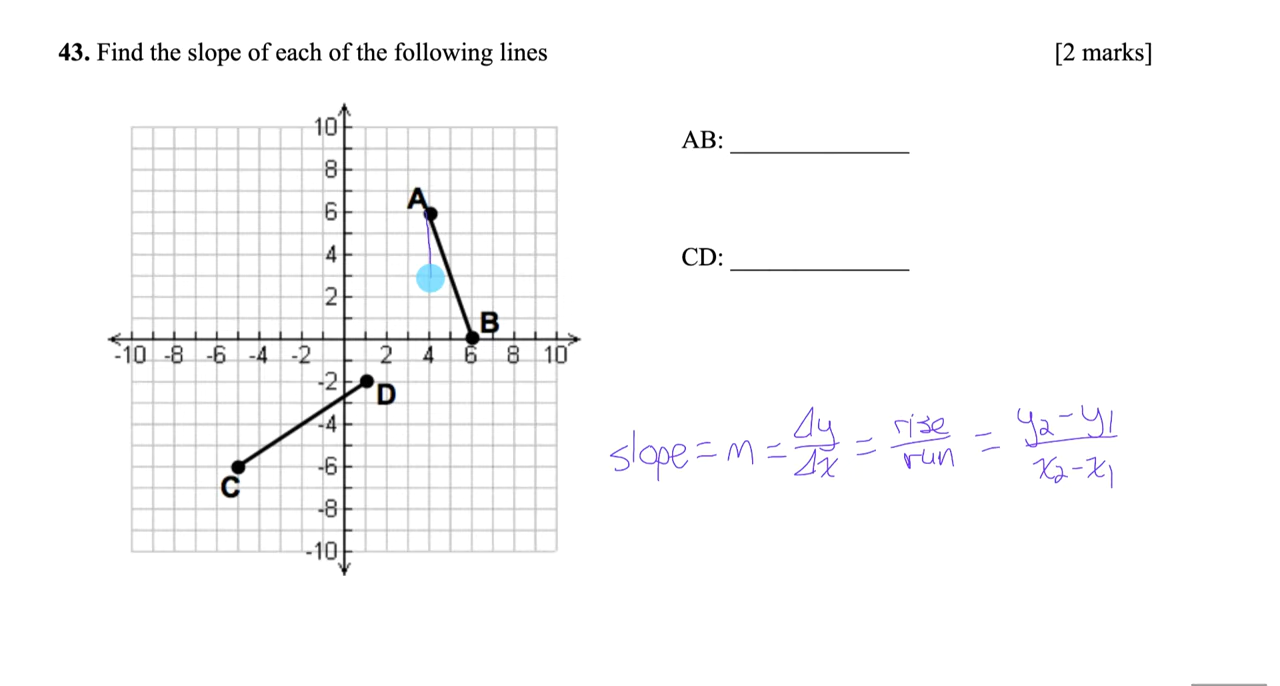 43. Find the slope of each of the following lines [2 marks]
AB: ____________
CD: ____________
10
8
6
4
2
-10 -8 -6 -4 -2 2 4 6 8 10
-2
-4
-6
-8
-10
A
B
D
C
slope = m = Δy/Δx = rise/run = y₂-y₁/x₂-x₁